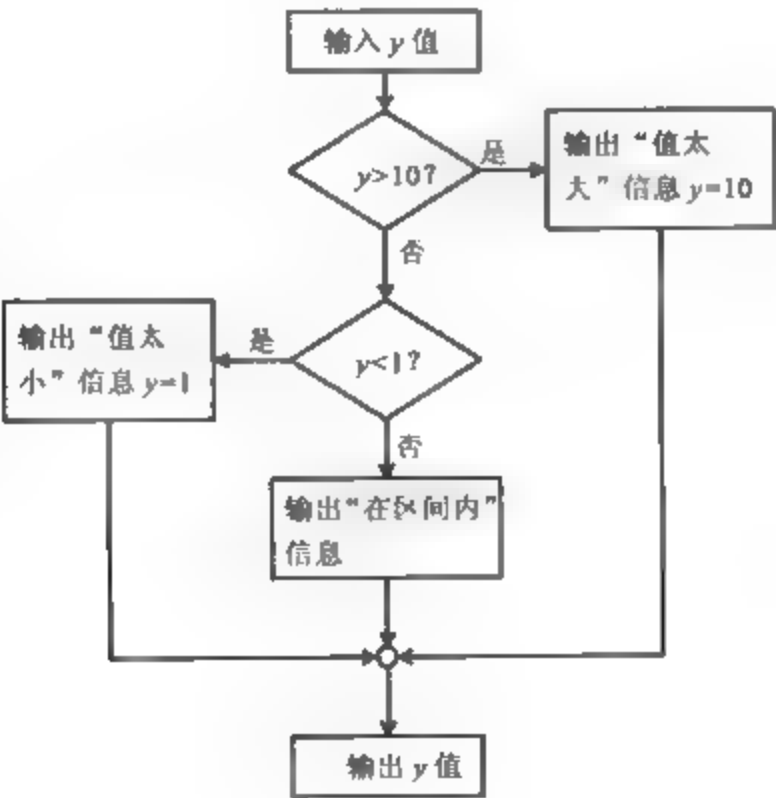 输入 y 值
y>10?
是
输出“值太
大”信息 y=10
否
y<1?
是
输出“值太
小”信息 y=1
否
输出“在区间内”
信息
输出 y 值